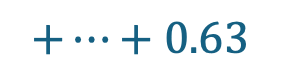 + ⋯ + 0.63